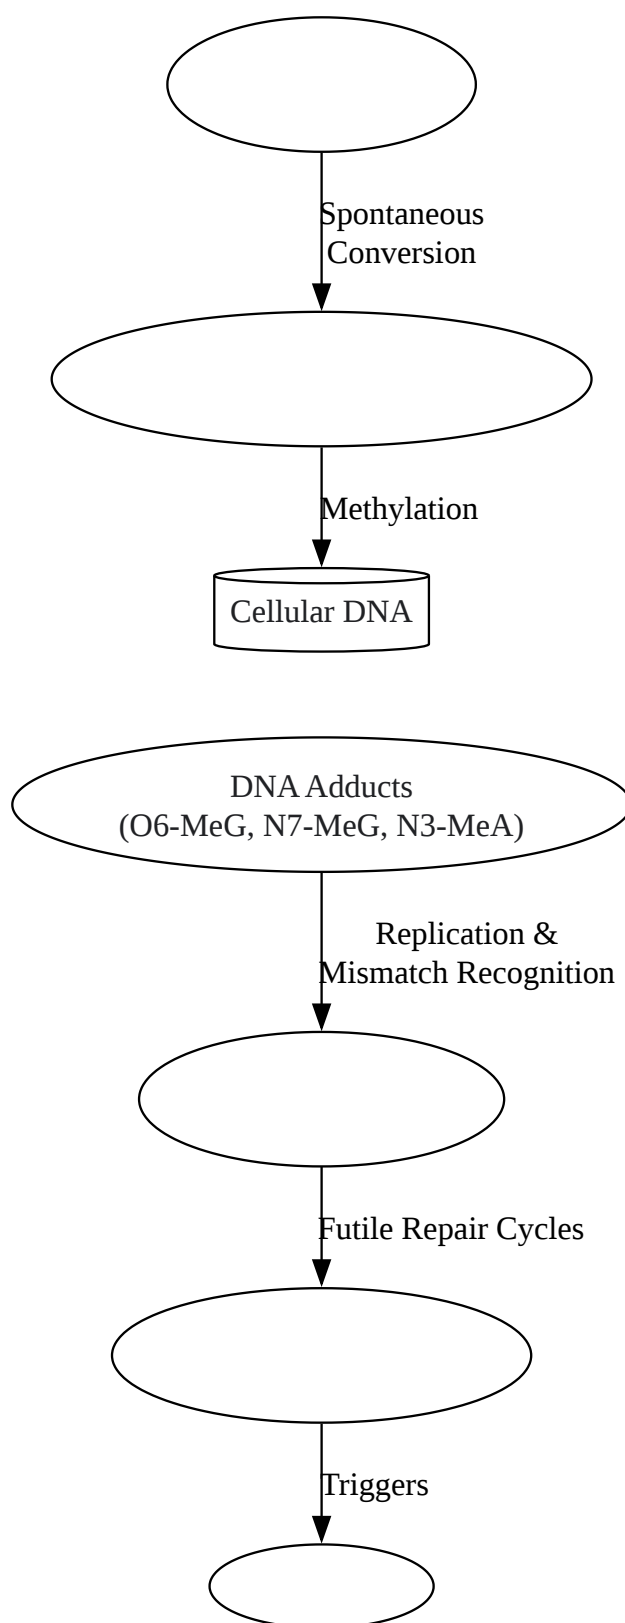 Spontaneous
Conversion
Methylation
Cellular DNA
DNA Adducts
(O6-MeG, N7-MeG, N3-MeA)
Replication &
Mismatch Recognition
Futile Repair Cycles
Triggers